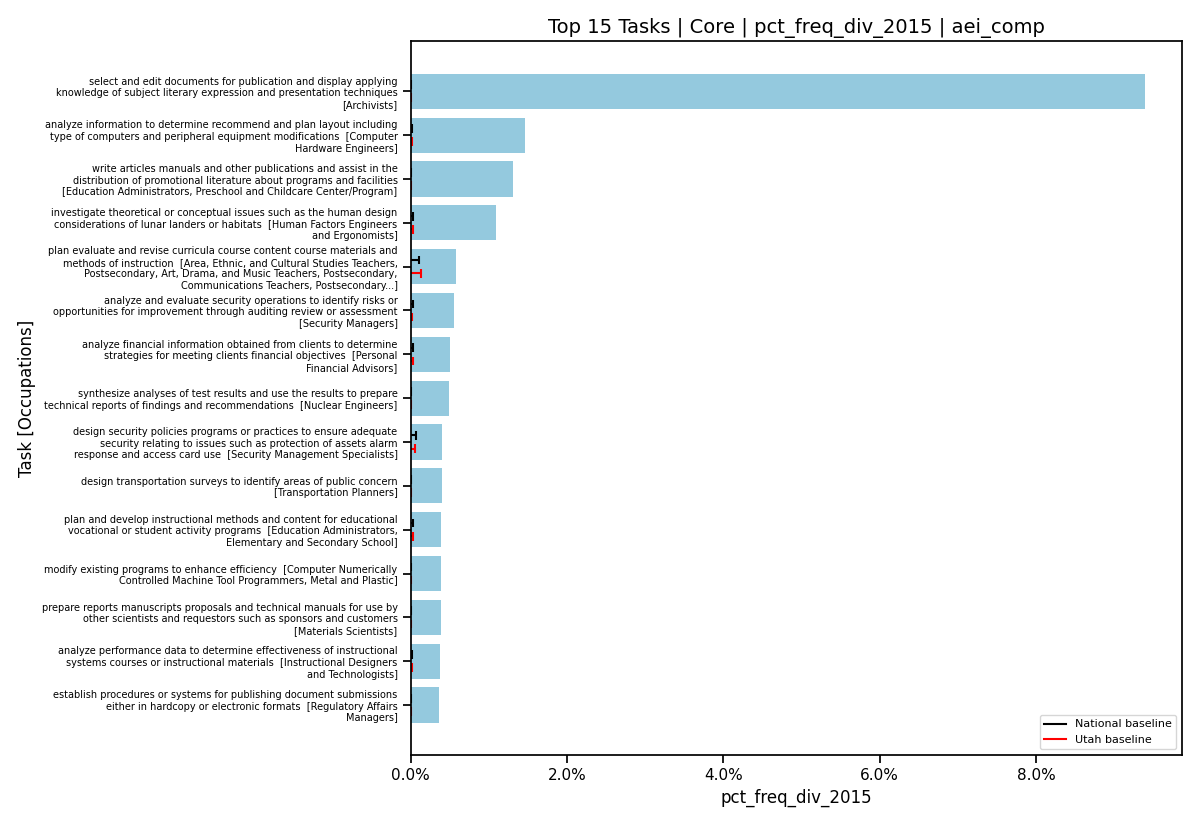 Top 15 Tasks | Core | pct_freq_div_2015 | aei_comp
select and edit documents for publication and display applying
knowledge of subject literary expression and presentation techniques
[Archivists]
analyze information to determine recommend and plan layout including
type of computers and peripheral equipment modifications  [Computer
Hardware Engineers]
write articles manuals and other publications and assist in the
distribution of promotional literature about programs and facilities
[Education Administrators, Preschool and Childcare Center/Program]
investigate theoretical or conceptual issues such as the human design
considerations of lunar landers or habitats  [Human Factors Engineers
and Ergonomists]
plan evaluate and revise curricula course content course materials and
methods of instruction  [Area, Ethnic, and Cultural Studies Teachers,
Postsecondary, Art, Drama, and Music Teachers, Postsecondary,
Communications Teachers, Postsecondary...]
analyze and evaluate security operations to identify risks or
opportunities for improvement through auditing review or assessment
[Security Managers]
analyze financial information obtained from clients to determine
strategies for meeting clients financial objectives  [Personal
Financial Advisors]
synthesize analyses of test results and use the results to prepare
technical reports of findings and recommendations  [Nuclear Engineers]
design security policies programs or practices to ensure adequate
security relating to issues such as protection of assets alarm
response and access card use  [Security Management Specialists]
design transportation surveys to identify areas of public concern
[Transportation Planners]
plan and develop instructional methods and content for educational
vocational or student activity programs  [Education Administrators,
Elementary and Secondary School]
modify existing programs to enhance efficiency  [Computer Numerically
Controlled Machine Tool Programmers, Metal and Plastic]
prepare reports manuscripts proposals and technical manuals for use by
other scientists and requestors such as sponsors and customers
[Materials Scientists]
analyze performance data to determine effectiveness of instructional
systems courses or instructional materials  [Instructional Designers
and Technologists]
establish procedures or systems for publishing document submissions
either in hardcopy or electronic formats  [Regulatory Affairs
Managers]
Task [Occupations]
National baseline
Utah baseline
0.0% 2.0% 4.0% 6.0% 8.0%
pct_freq_div_2015